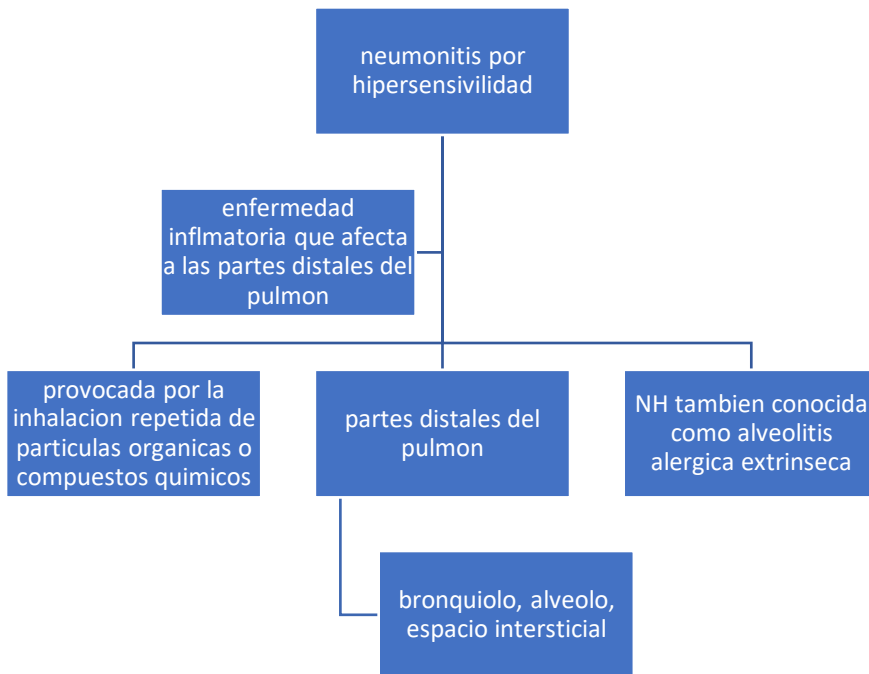 neumonitis por
hipersensivilidad
enfermedad
inflmatoria que afecta
a las partes distales del
pulmon
provocada por la
inhalacion repetida de
particulas organicas o
compuestos quimicos
partes distales del
pulmon
NH tambien conocida
como alveolitis
alergica extrinseca
bronquiolo, alveolo,
espacio intersticial